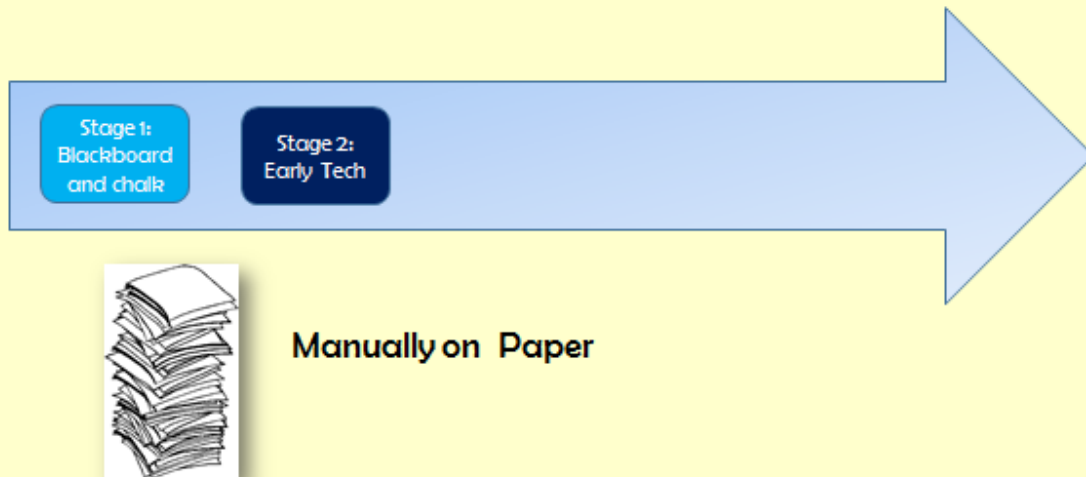 Stage 1:
Blackboard
and chalk
Stage 2:
Early Tech
Manually on Paper